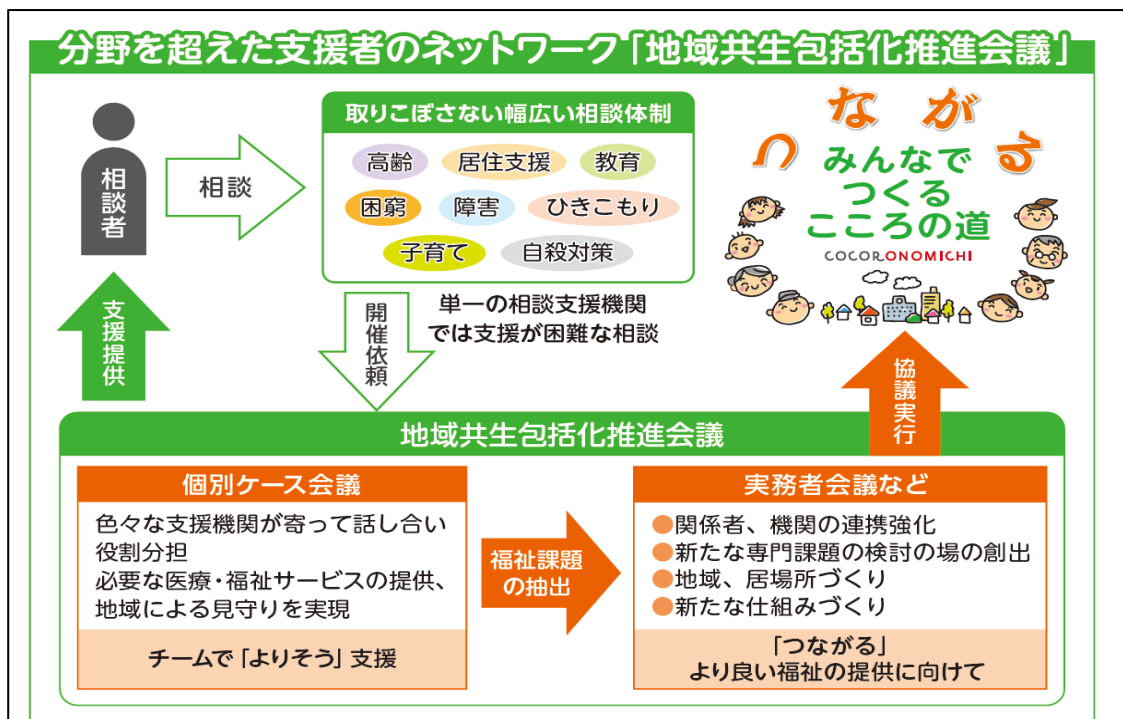 分野を超えた支援者のネットワーク「地域共生包括化推進会議」
相談者
相談
取りこぼさない幅広い相談体制
高齢
居住支援
教育
困窮
障害
ひきこもり
子育て
自殺対策
つながる
みんなで
つくる
こころの道
COCORONOMICHI
支援提供
開催依頼
単一の相談支援機関
では支援が困難な相談
協議実行
地域共生包括化推進会議
個別ケース会議
色々な支援機関が寄って話し合い
役割分担
必要な医療・福祉サービスの提供、
地域による見守りを実現
チームで「よりそう」支援
福祉課題
の抽出
実務者会議など
●関係者、機関の連携強化
●新たな専門課題の検討の場の創出
●地域、居場所づくり
●新たな仕組みづくり
「つながる」
より良い福祉の提供に向けて